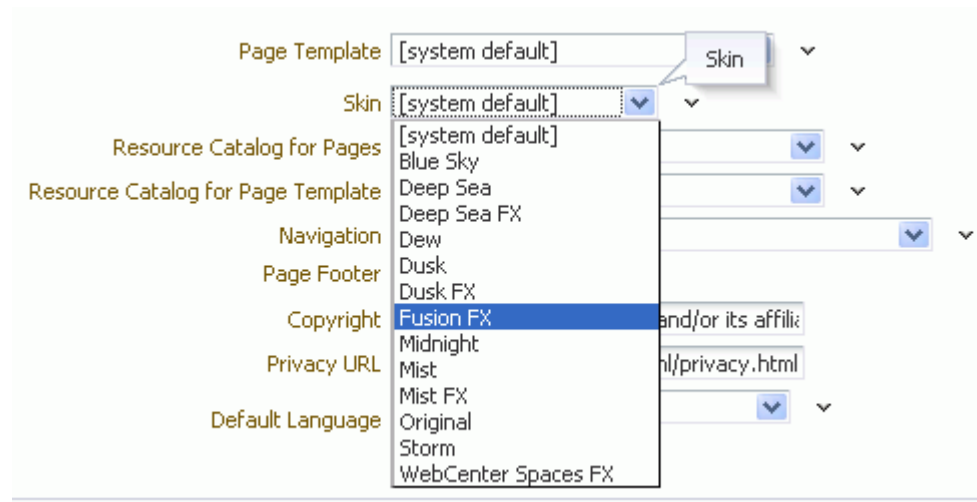 Page Template [system default]
Skin
Skin [system default]
[system default]
Blue Sky
Resource Catalog for Pages
Deep Sea
Resource Catalog for Page Template
Deep Sea FX
Navigation
Dew
Dusk
Page Footer
Dusk FX
Copyright Fusion FX and/or its affilia
Midnight
Privacy URL Mist nl/privacy.html
Mist FX
Default Language Original
Storm
WebCenter Spaces FX